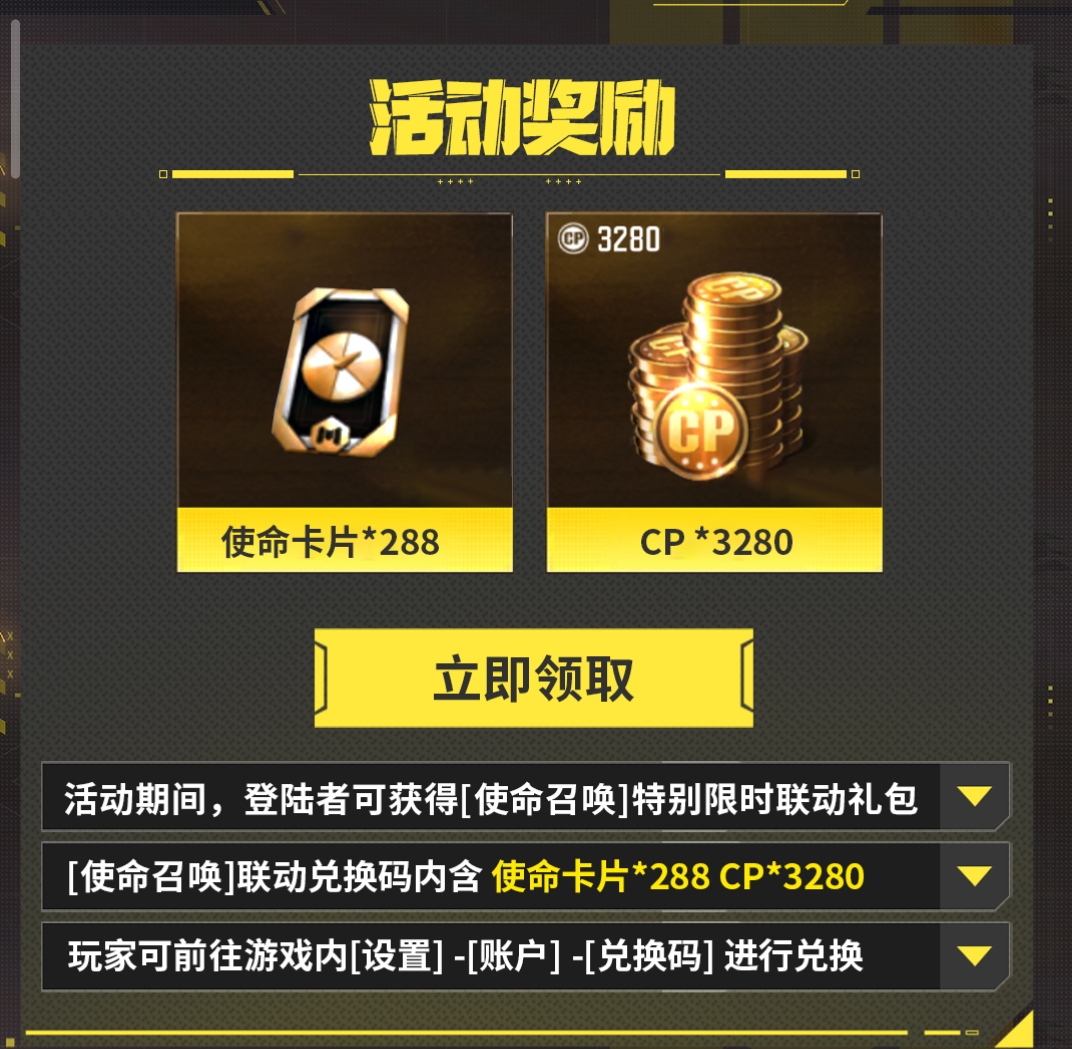 活动奖励
CP 3280
CP
CP
CP
使命卡片*288
CP *3280
立即领取
活动期间，登陆者可获得[使命召唤]特别限时联动礼包
[使命召唤]联动兑换码内含 使命卡片*288 CP*3280
玩家可前往游戏内[设置] -[账户] -[兑换码] 进行兑换